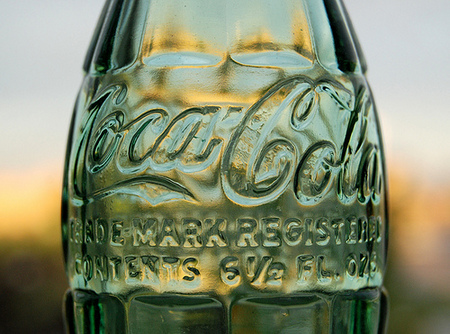 Coca-Cola
TRADE-MARK REGISTERED
CONTENTS 6½ FL. OZS.